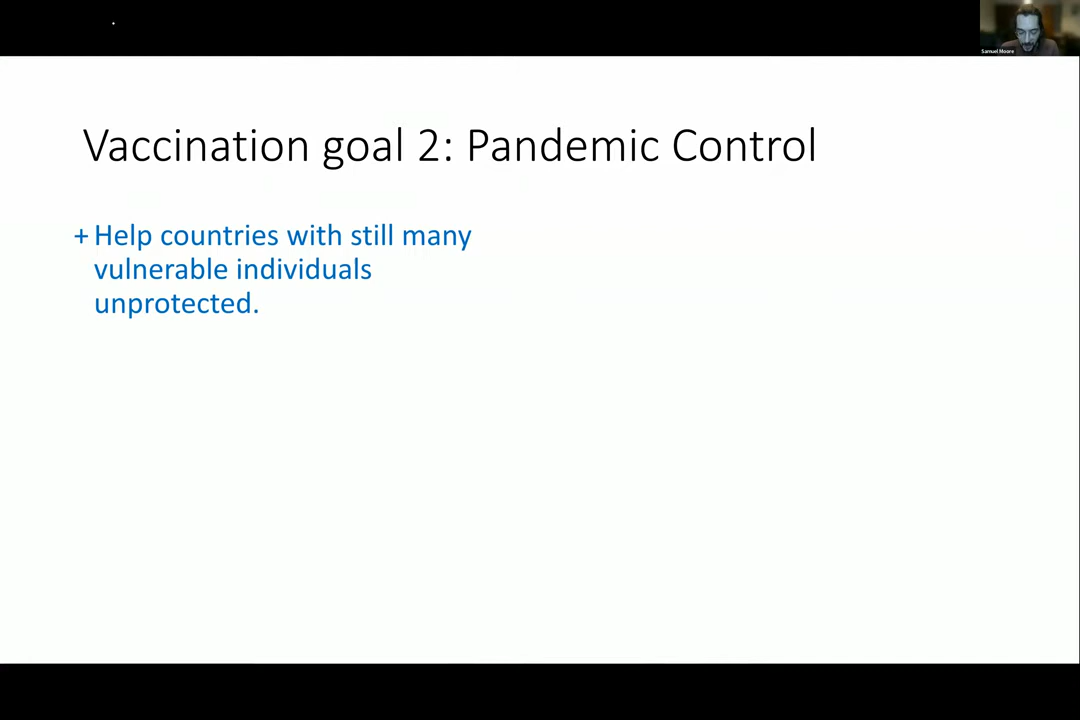 Samuel Moore
Vaccination goal 2: Pandemic Control
+ Help countries with still many
vulnerable individuals
unprotected.